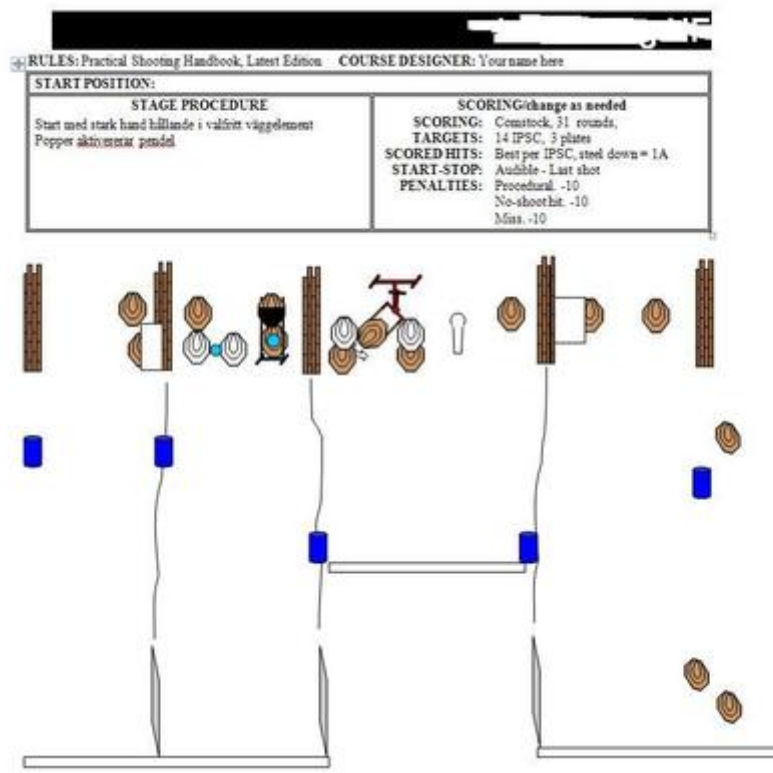 RULES: Practical Shooting Handbook, Latest Edition COURSE DESIGNER: Your name here
START POSITION:
STAGE PROCEDURE
Start med stark hand hållande i valfritt väggelement
Popper aktivererar pendel
SCORING/change as needed
SCORING: Comstock, 31 rounds,
TARGETS: 14 IPSC, 3 plates
SCORED HITS: Best per IPSC, steel down = 1A
START-STOP: Audible - Last shot
PENALTIES: Procedural. -10
No-shoot hit. -10
Miss. -10